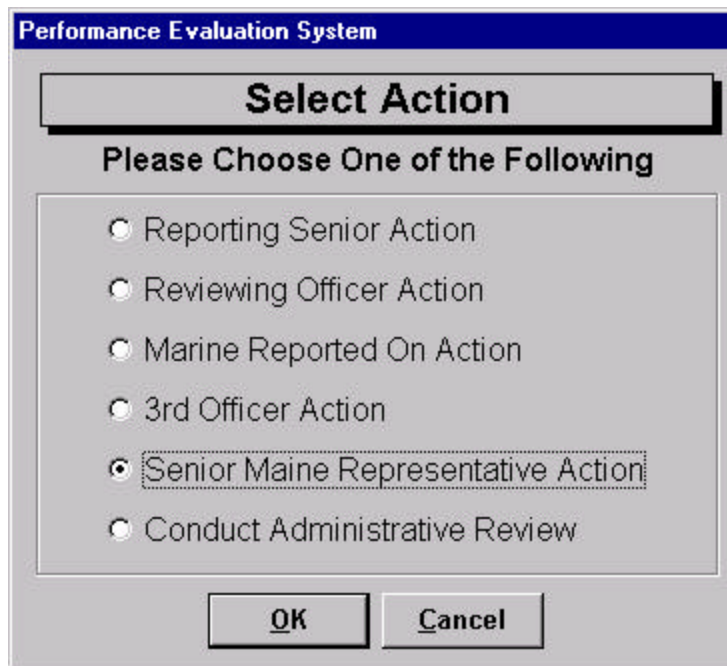 Performance Evaluation System
Select Action
Please Choose One of the Following
Reporting Senior Action
Reviewing Officer Action
Marine Reported On Action
3rd Officer Action
Senior Maine Representative Action
Conduct Administrative Review
OK Cancel